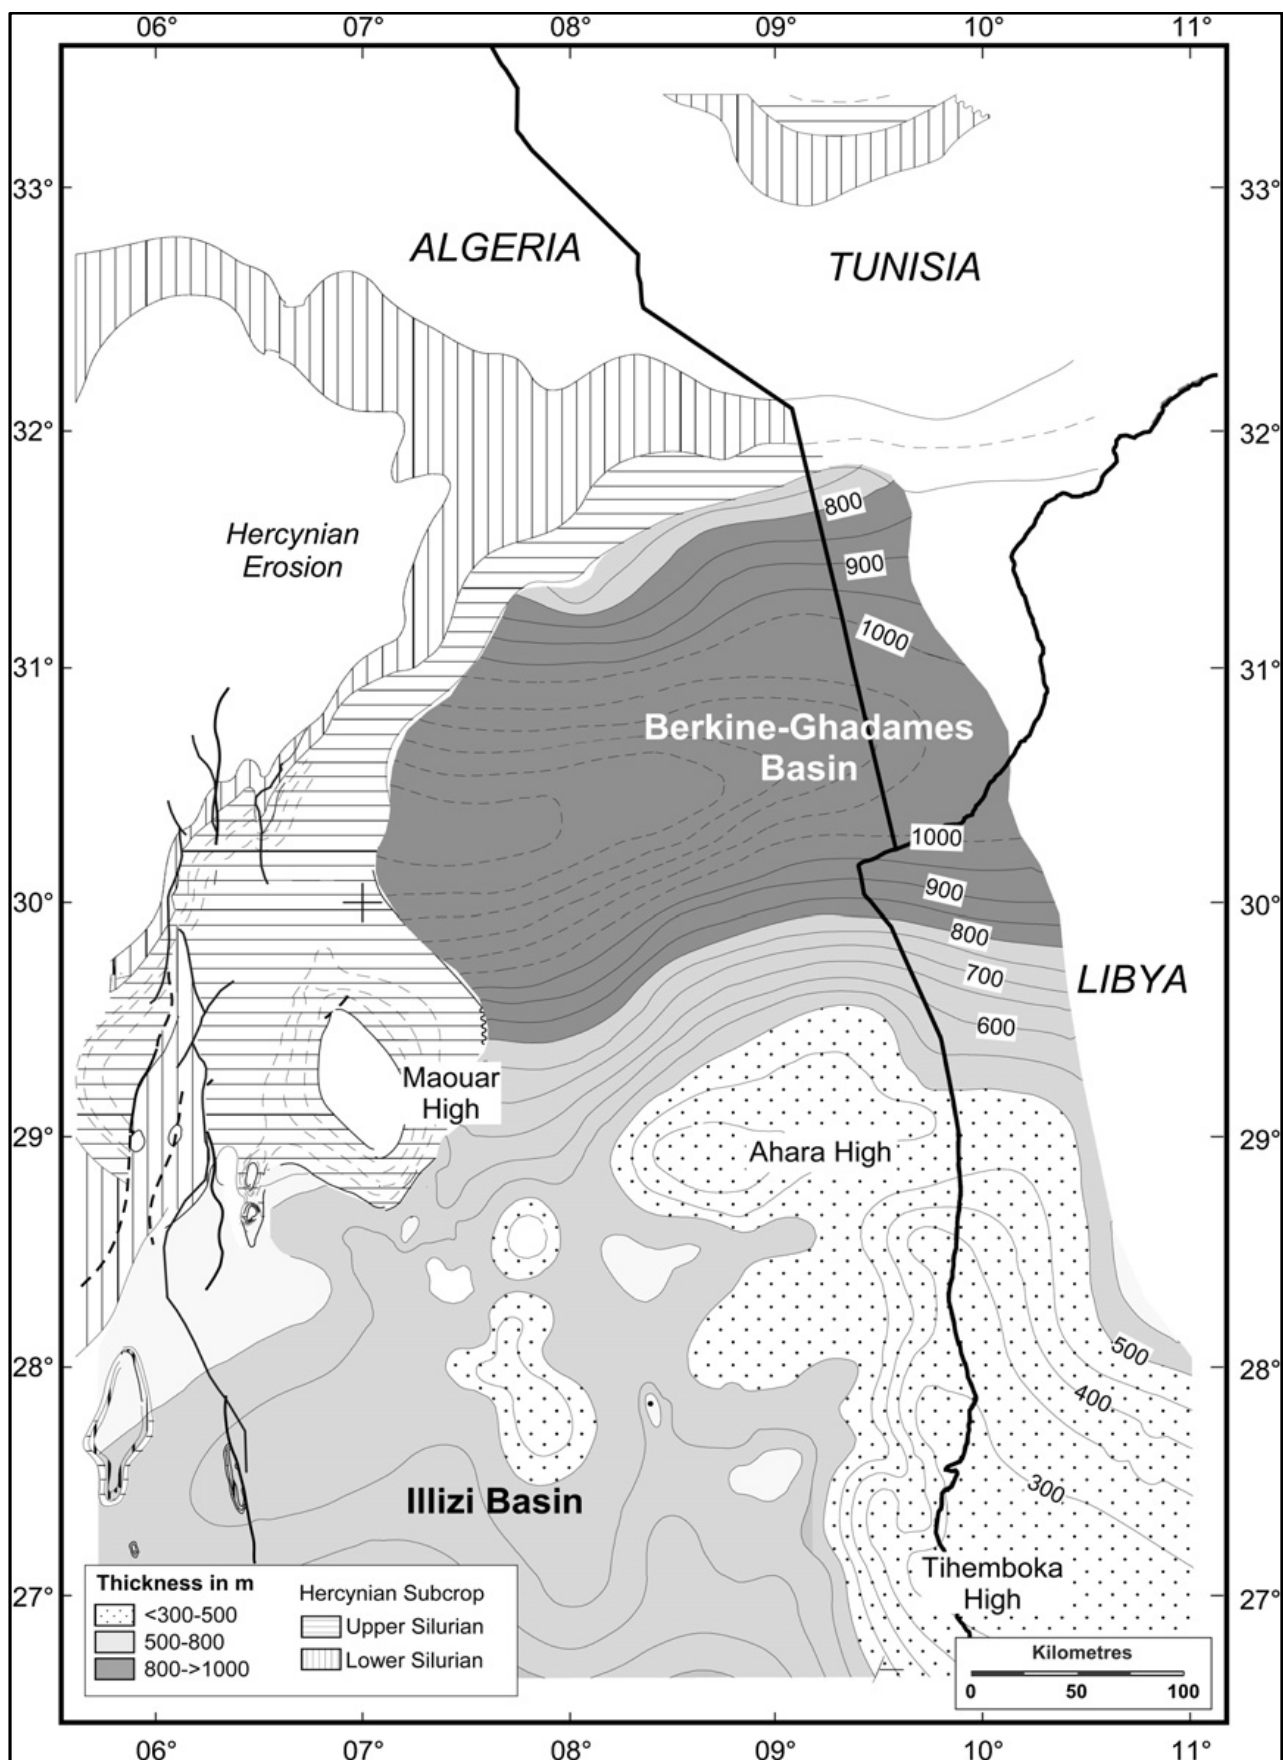 06° 07° 08° 09° 10° 11°
33° 33°
ALGERIA
TUNISIA
32° 32°
800
Hercynian
Erosion
900
1000
31° 31°
Berkine-Ghadames
Basin
1000
900
30° 30°
800
700
LIBYA
600
Maouar
High
29° 29°
Ahara High
500
28° 28°
400
300
Illizi Basin
Tihemboka
High
27° 27°
Thickness in m
<300-500
500-800
800->1000
Hercynian Subcrop
Upper Silurian
Lower Silurian
Kilometres
0 50 100
06° 07° 08° 09° 10° 11°